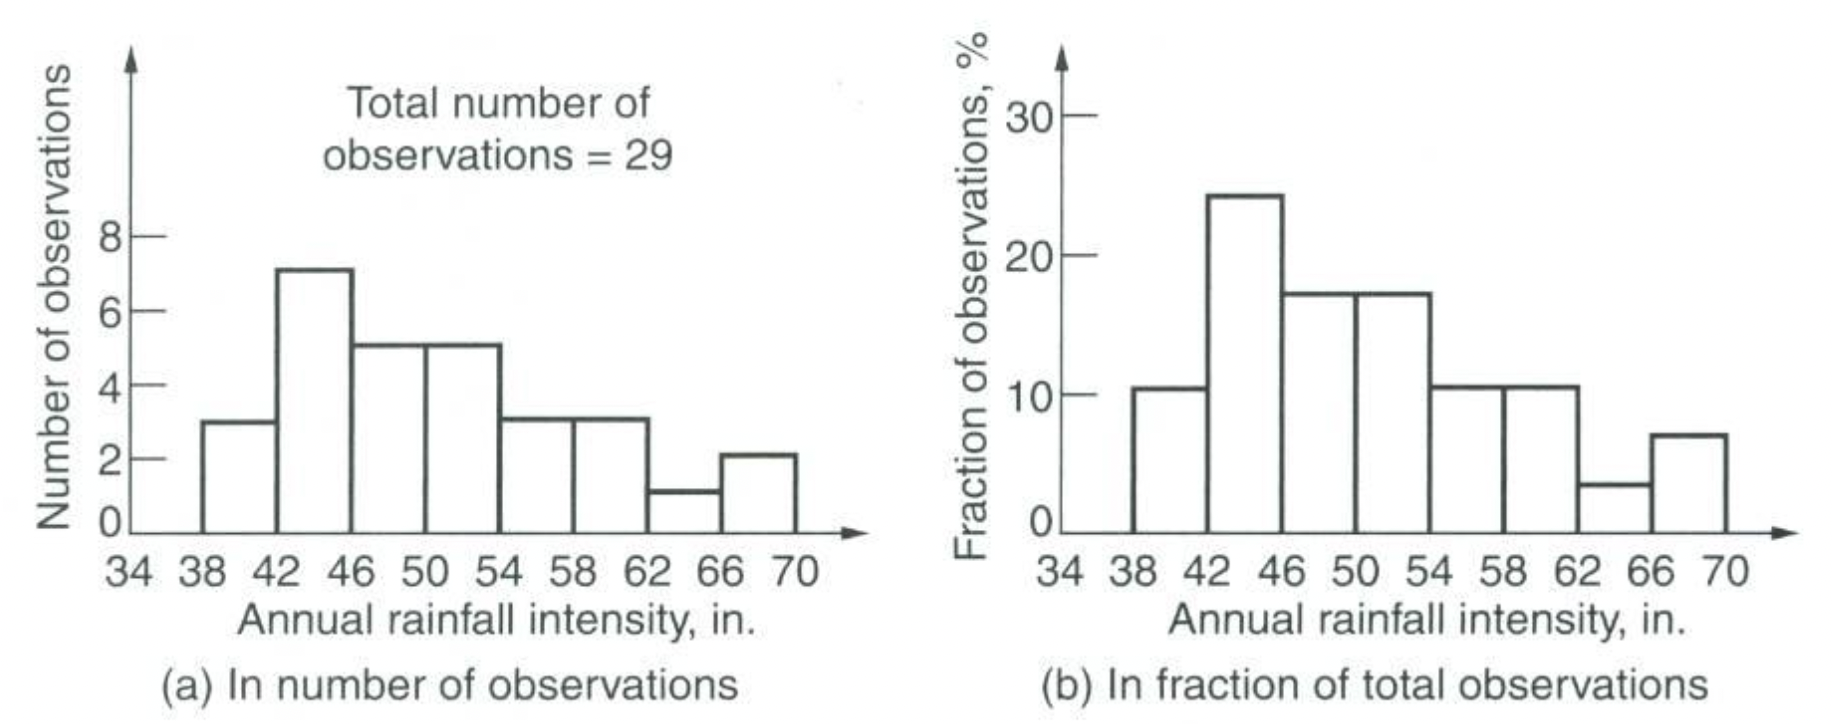 Number of observations
Total number of
observations = 29
8
6
4
2
0
34 38 42 46 50 54 58 62 66 70
Annual rainfall intensity, in.
(a) In number of observations
Fraction of observations, %
30
20
10
0
34 38 42 46 50 54 58 62 66 70
Annual rainfall intensity, in.
(b) In fraction of total observations